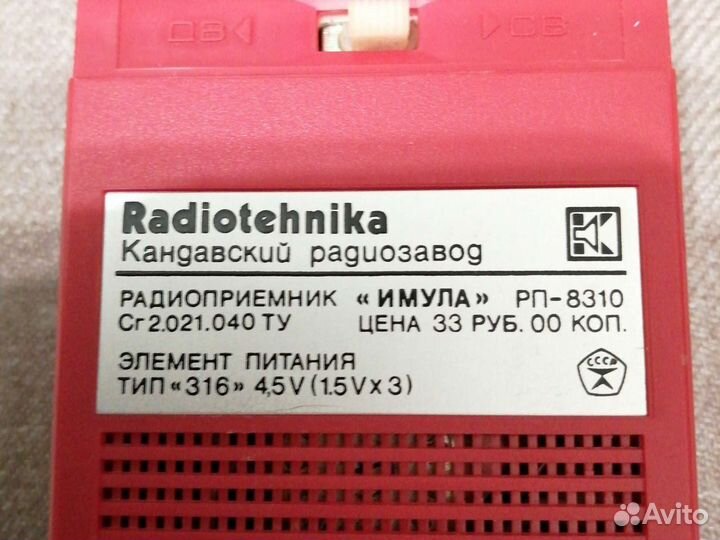 ДВ СВ
Radiotehnika
Кандавский радиозавод
РАДИОПРИЕМНИК «ИМУЛА» РП-8310
Сг2.021.040 ТУ ЦЕНА 33 РУБ. 00 КОП.
ЭЛЕМЕНТ ПИТАНИЯ
ТИП «316» 4,5V (1.5V x 3)
СССР
Avito